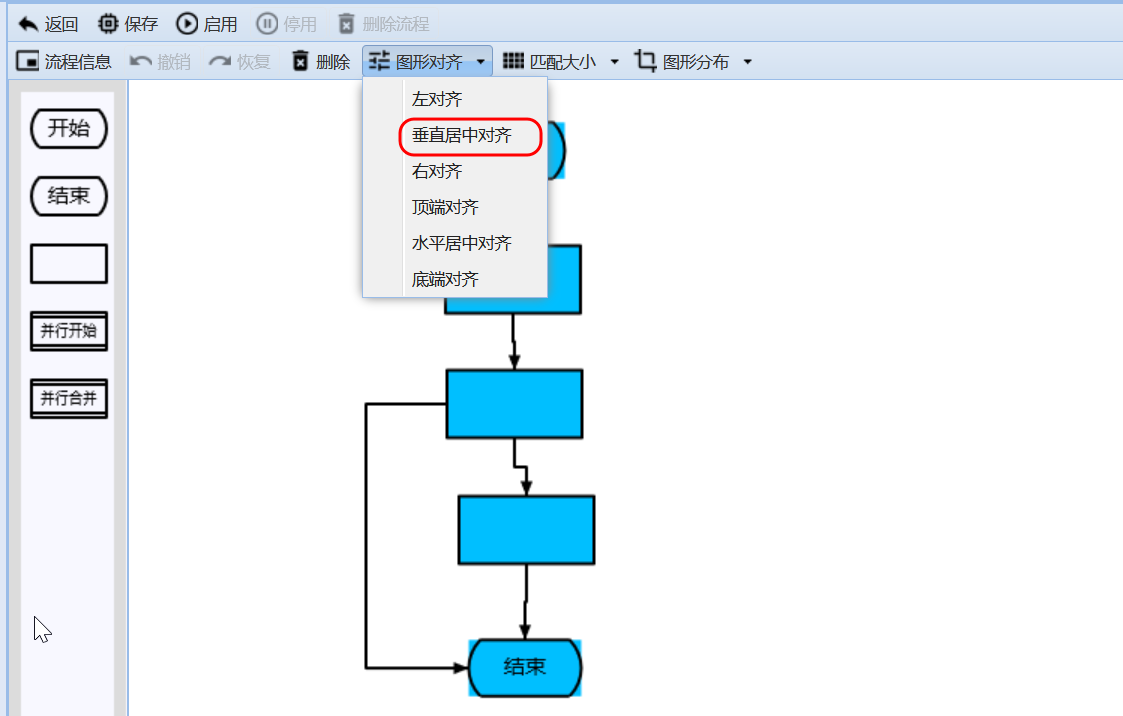 返回 保存 启用 停用 删除流程
流程信息 撤销 恢复 删除 图形对齐 匹配大小 图形分布
左对齐
垂直居中对齐
右对齐
顶端对齐
水平居中对齐
底端对齐
开始
结束
并行开始
并行合并
结束